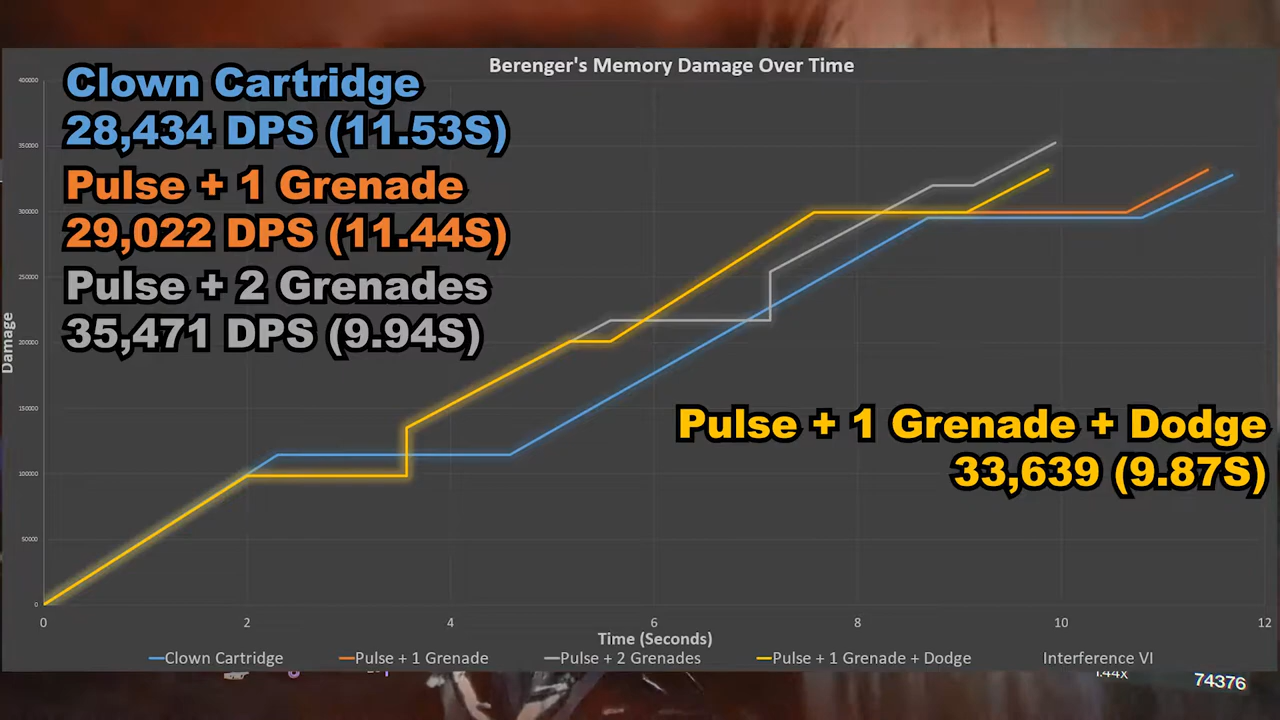 Berenger's Memory Damage Over Time
Clown Cartridge
28,434 DPS (11.53S)
Pulse + 1 Grenade
29,022 DPS (11.44S)
Pulse + 2 Grenades
35,471 DPS (9.94S)
Pulse + 1 Grenade + Dodge
33,639 (9.87S)
Damage
400000
350000
300000
250000
200000
150000
100000
50000
0
0 2 4 6 8 10 12
Time (Seconds)
Clown Cartridge Pulse + 1 Grenade Pulse + 2 Grenades Pulse + 1 Grenade + Dodge Interference VI
1.44x
74376